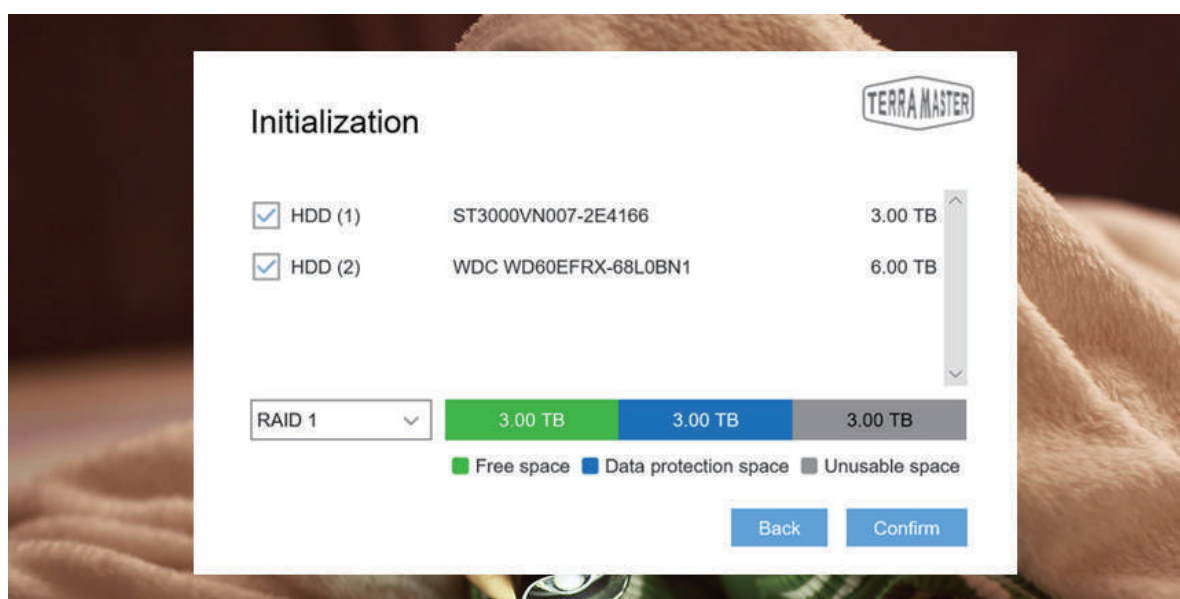 TERRA MASTER
Initialization
HDD (1) ST3000VN007-2E4166 3.00 TB
HDD (2) WDC WD60EFRX-68L0BN1 6.00 TB
RAID 1 3.00 TB 3.00 TB 3.00 TB
Free space Data protection space Unusable space
Back Confirm